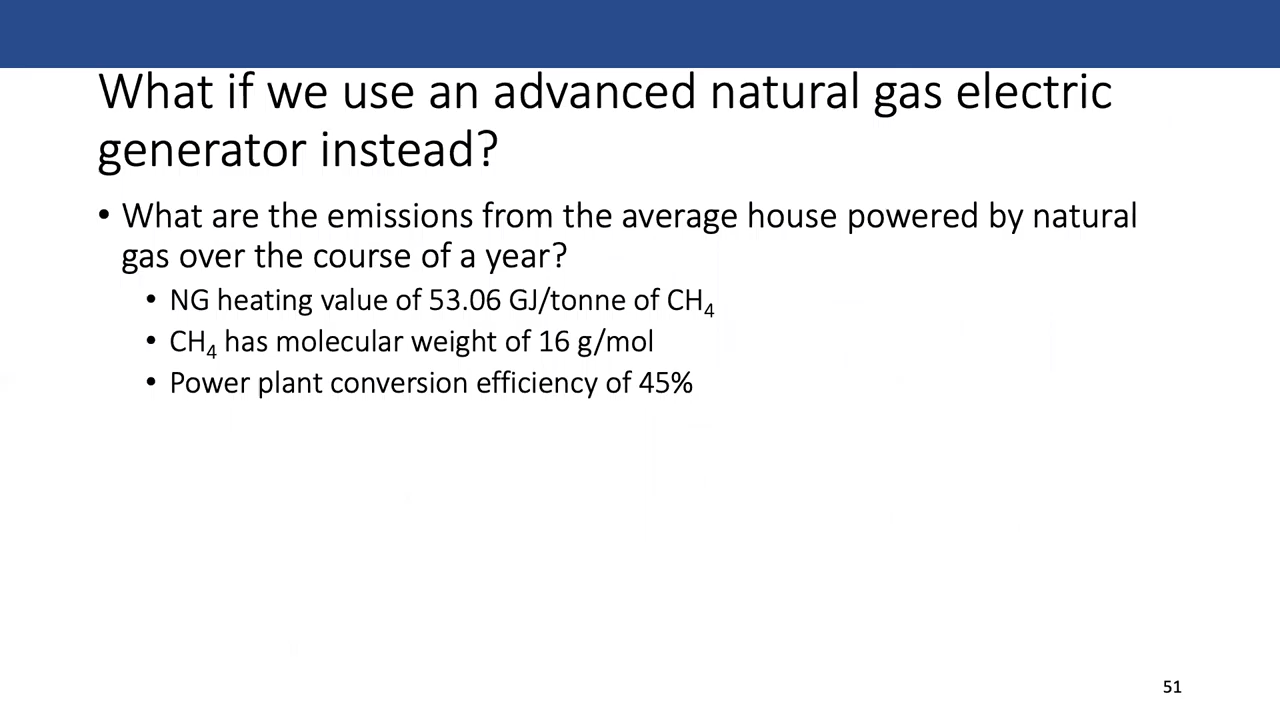 What if we use an advanced natural gas electric
generator instead?
• What are the emissions from the average house powered by natural
gas over the course of a year?
• NG heating value of 53.06 GJ/tonne of CH₄
• CH₄ has molecular weight of 16 g/mol
• Power plant conversion efficiency of 45%
51